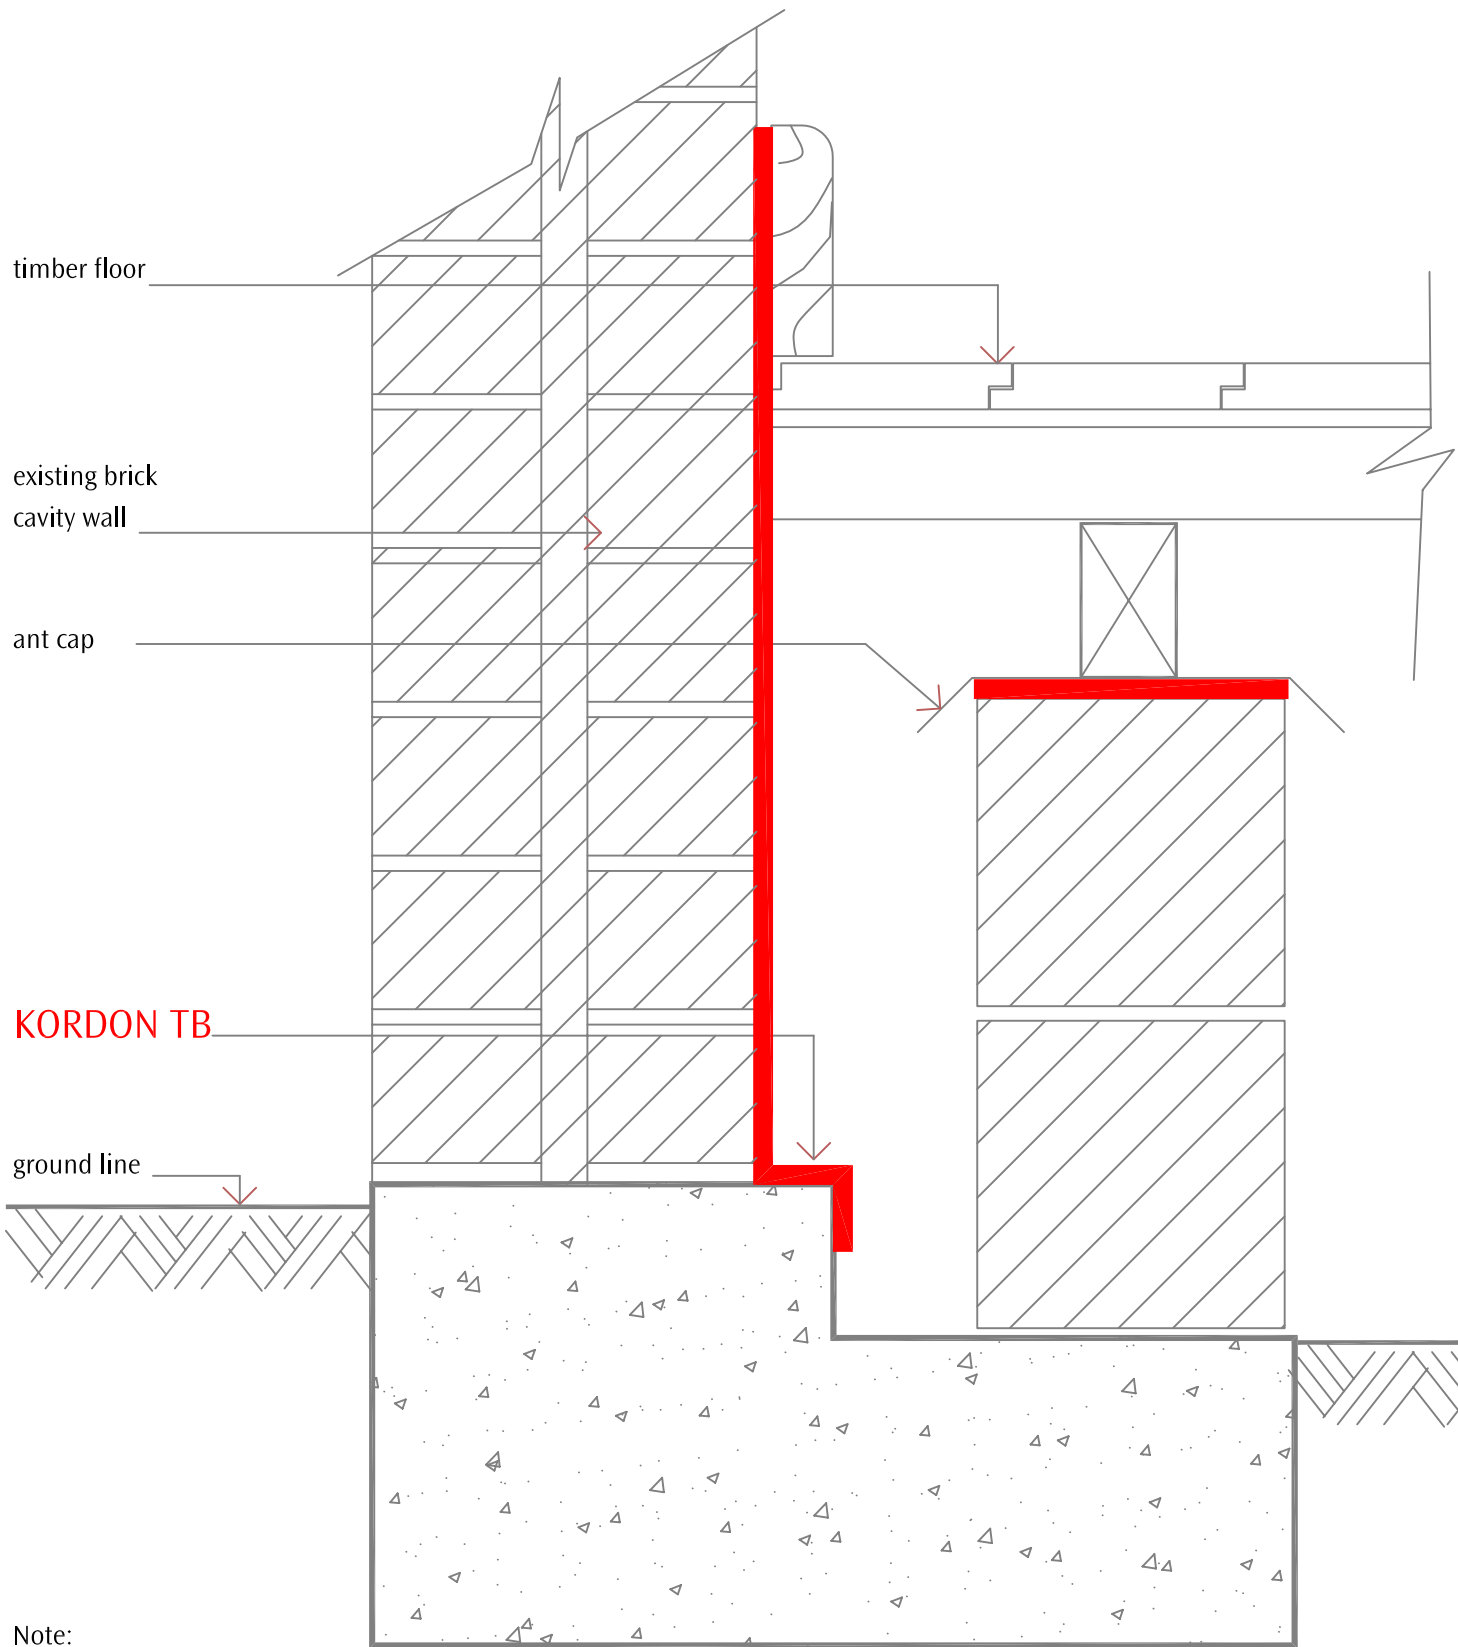 timber floor
existing brick
cavity wall
ant cap
KORDON TB
ground line
Note: